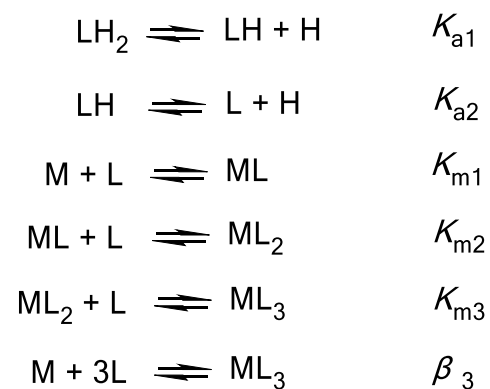 LH₂ ⇌ LH + H Kₐ₁
LH ⇌ L + H Kₐ₂
M + L ⇌ ML Kₘ₁
ML + L ⇌ ML₂ Kₘ₂
ML₂ + L ⇌ ML₃ Kₘ₃
M + 3L ⇌ ML₃ β₃